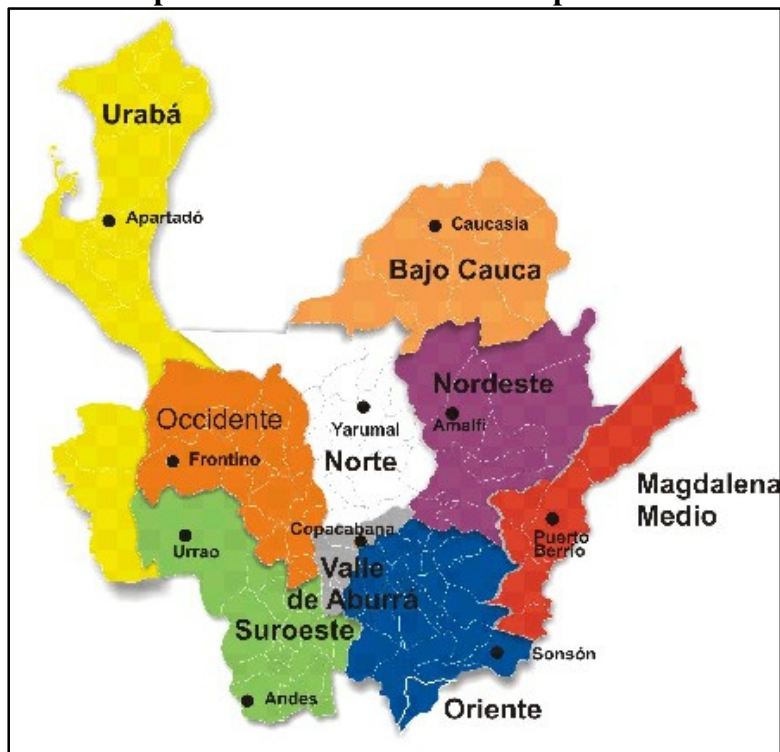 Urabá
Apartadó
Caucasia
Bajo Cauca
Nordeste
Amalfi
Occidente
Yarumal
Frontino
Norte
Magdalena
Medio
Puerto
Berrío
Copacabana
Urrao
Valle
de Aburrá
Suroeste
Sonsón
Andes
Oriente